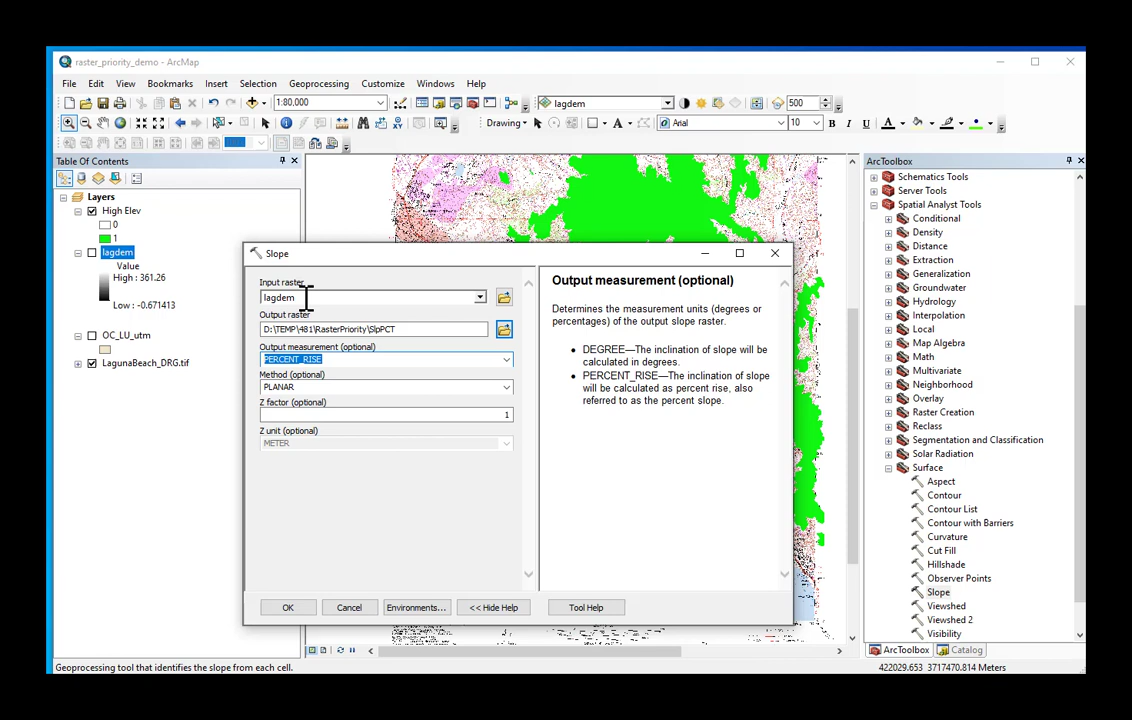 raster_priority_demo - ArcMap
File Edit View Bookmarks Insert Selection Geoprocessing Customize Windows Help
1:80,000 lagdem 500
Drawing Arial 10 B I U A
Table Of Contents
Layers
High Elev
0
1
lagdem
Value
High : 361.26
Low : -0.671413
OC_LU_utm
LagunaBeach_DRG.tif
Slope
Input raster
lagdem
Output raster
D:\TEMP\481\RasterPriority\SlpPCT
Output measurement (optional)
PERCENT_RISE
Method (optional)
PLANAR
Z factor (optional)
1
Z unit (optional)
METER
OK Cancel Environments... << Hide Help Tool Help
Output measurement (optional)
Determines the measurement units (degrees or
percentages) of the output slope raster.
• DEGREE—The inclination of slope will be
calculated in degrees.
• PERCENT_RISE—The inclination of slope
will be calculated as percent rise, also
referred to as the percent slope.
ArcToolbox
Schematics Tools
Server Tools
Spatial Analyst Tools
Conditional
Density
Distance
Extraction
Generalization
Groundwater
Hydrology
Interpolation
Local
Map Algebra
Math
Multivariate
Neighborhood
Overlay
Raster Creation
Reclass
Segmentation and Classification
Solar Radiation
Surface
Aspect
Contour
Contour List
Contour with Barriers
Curvature
Cut Fill
Hillshade
Observer Points
Slope
Viewshed
Viewshed 2
Visibility
ArcToolbox Catalog
Geoprocessing tool that identifies the slope from each cell.
422029.653 3717470.814 Meters